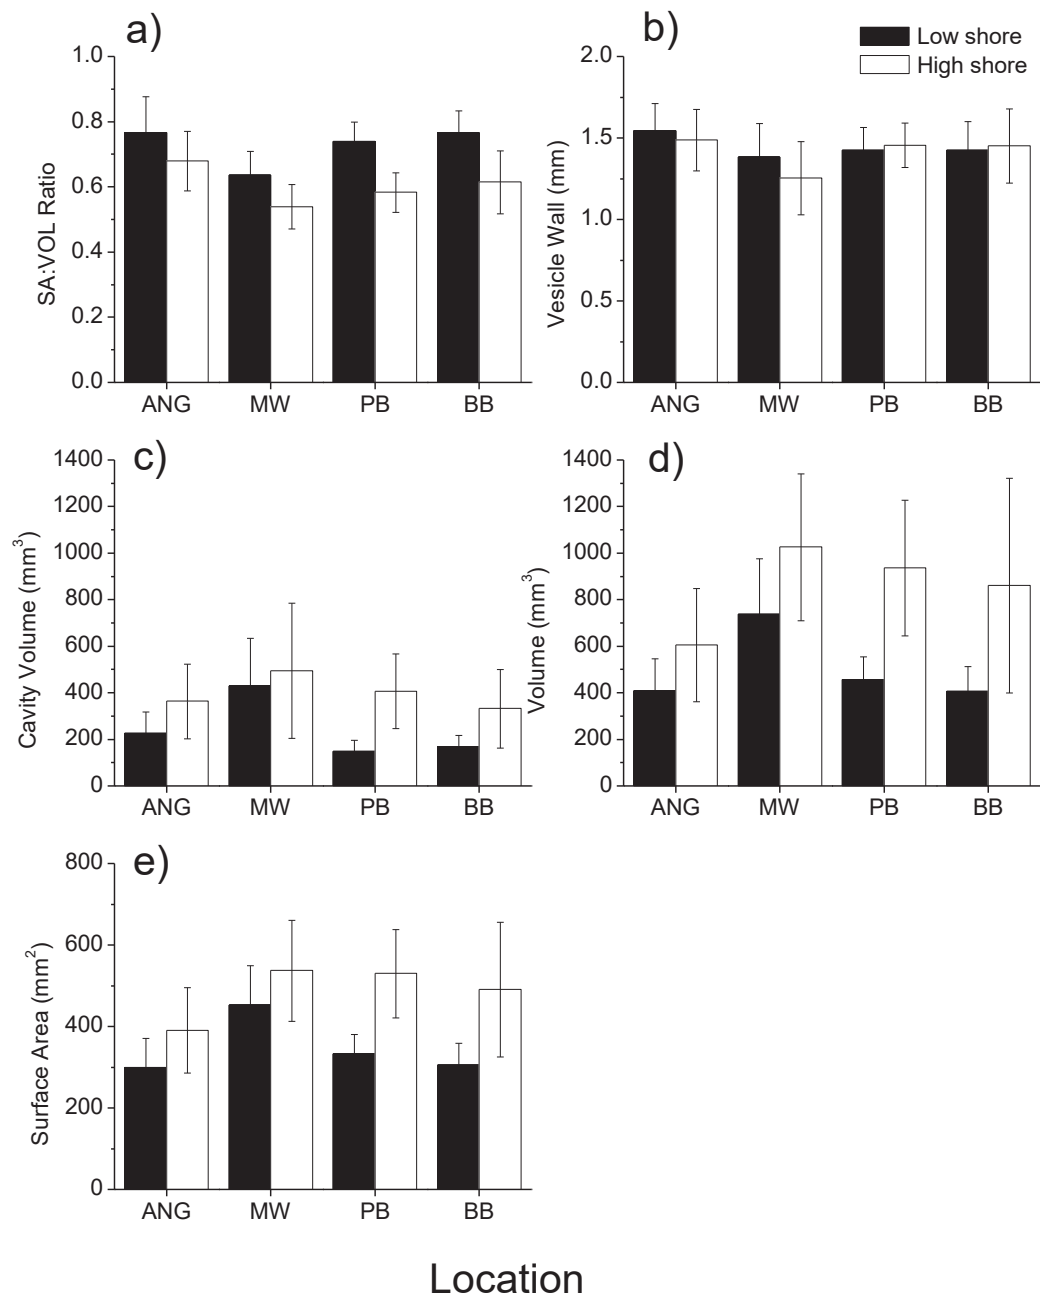 a)
SA:VOL Ratio
1.0
0.8
0.6
0.4
0.2
0.0
ANG MW PB BB
b)
Low shore
High shore
Vesicle Wall (mm)
2.0
1.5
1.0
0.5
0.0
ANG MW PB BB
c)
Cavity Volume (mm³)
1400
1200
1000
800
600
400
200
0
ANG MW PB BB
d)
Volume (mm³)
1400
1200
1000
800
600
400
200
0
ANG MW PB BB
e)
Surface Area (mm²)
800
600
400
200
0
ANG MW PB BB
Location